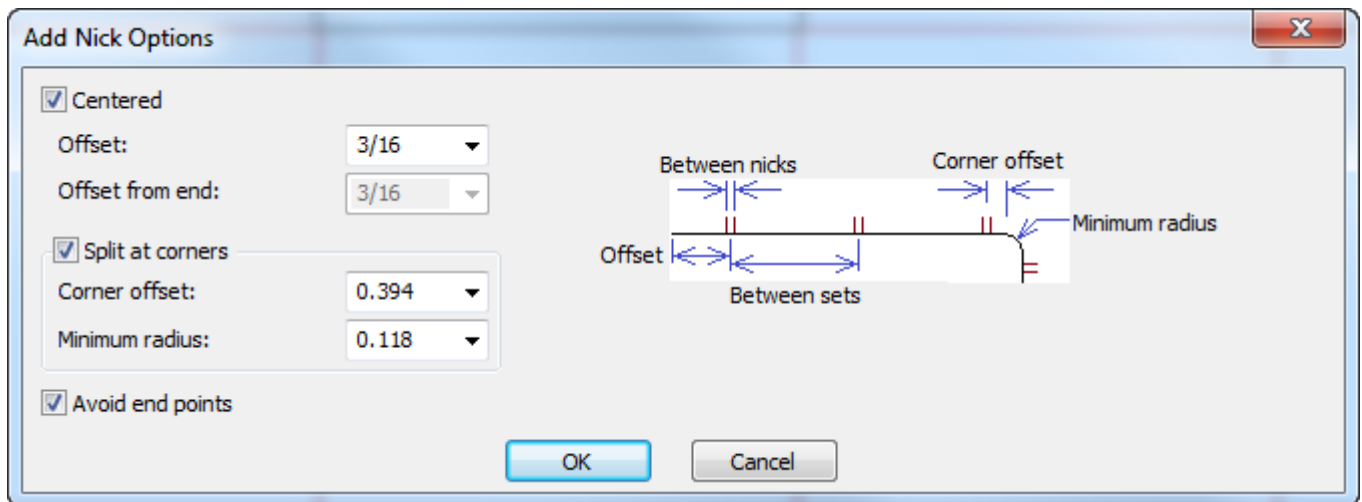 Add Nick Options
Centered
Offset: 3/16
Offset from end: 3/16
Split at corners
Corner offset: 0.394
Minimum radius: 0.118
Avoid end points
Between nicks Corner offset
Minimum radius
Offset
Between sets
OK Cancel